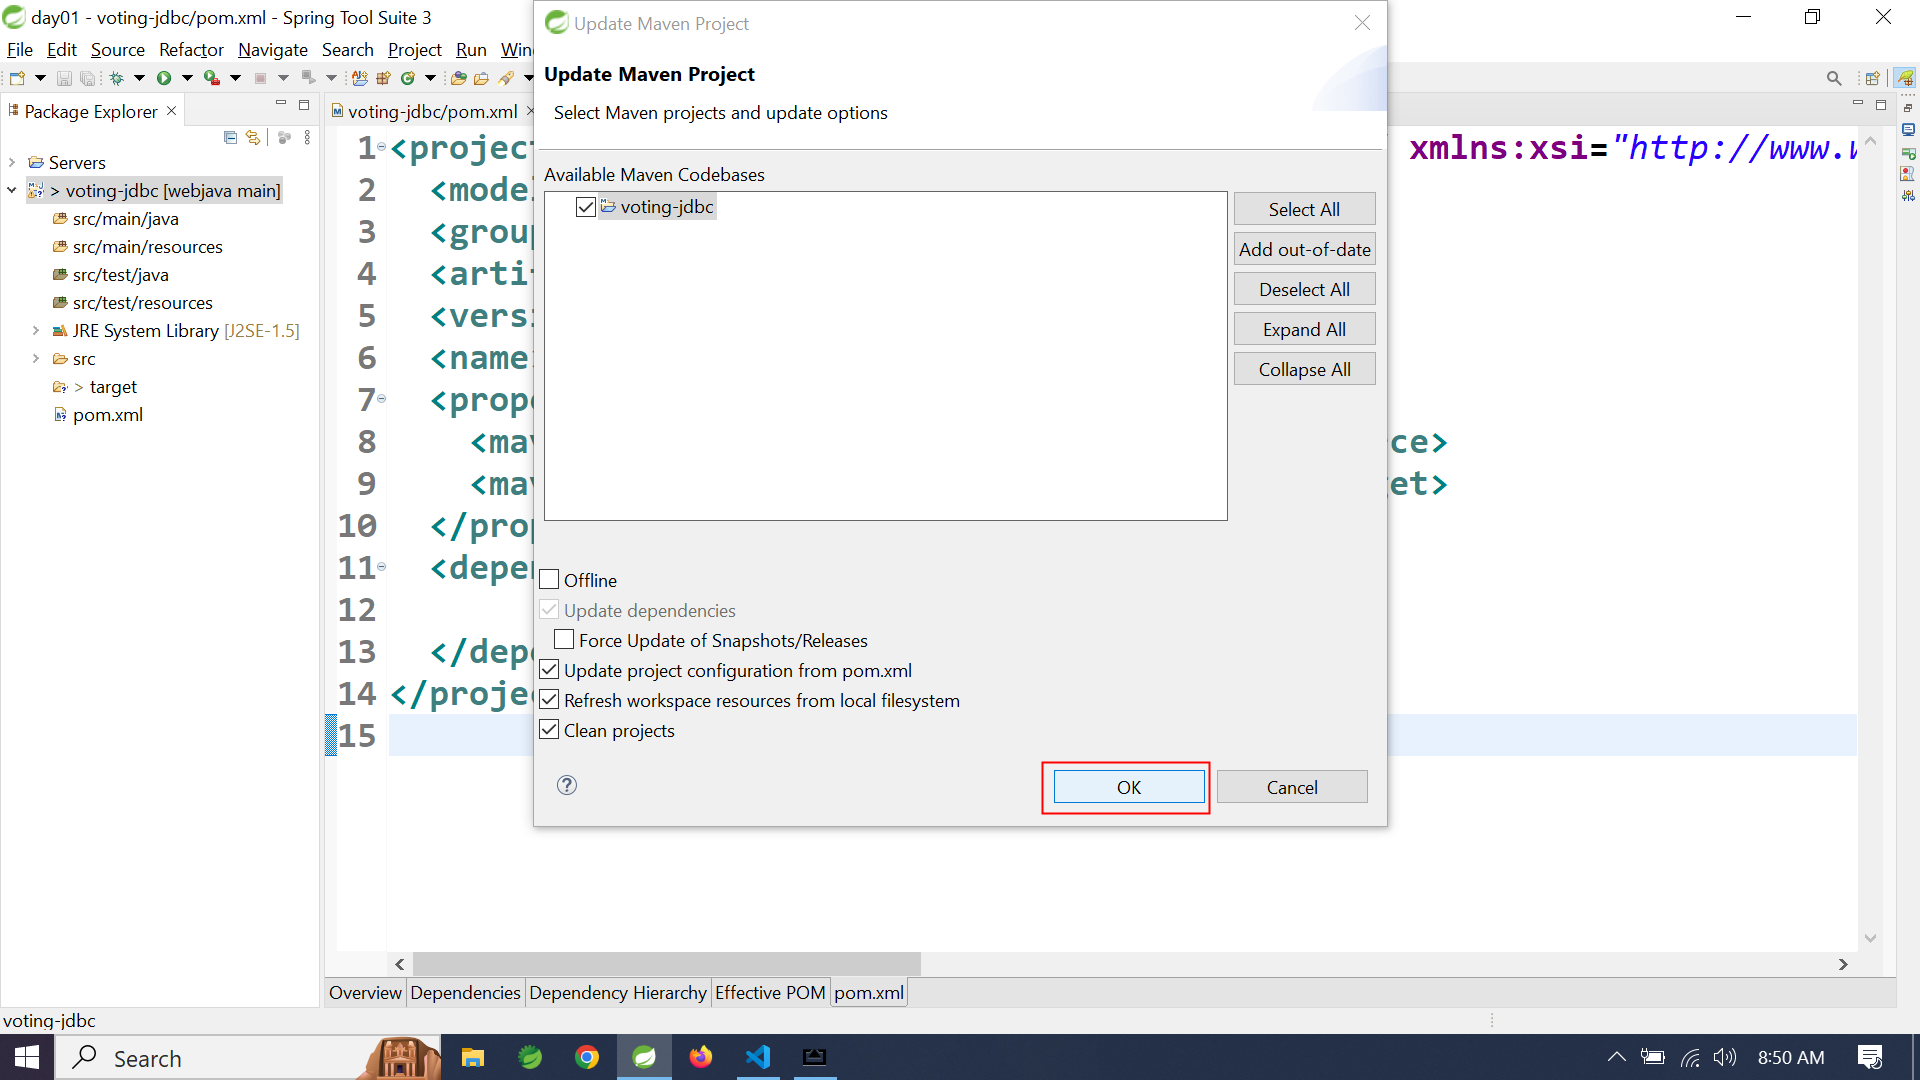 day01 - voting-jdbc/pom.xml - Spring Tool Suite 3
File Edit Source Refactor Navigate Search Project Run
Package Explorer
Servers
> voting-jdbc [webjava main]
src/main/java
src/main/resources
src/test/java
src/test/resources
JRE System Library [J2SE-1.5]
src
> target
pom.xml
voting-jdbc/pom.xml
1 <project xmlns:xsi="http://www.w
2 <mode
3 <grou
4 <arti
5 <vers
6 <name
7 <prop
8 <mav ce>
9 <mav et>
10 </prop
11 <depen
12
13 </depe
14 </projec
15
Overview Dependencies Dependency Hierarchy Effective POM pom.xml
Update Maven Project
Update Maven Project
Select Maven projects and update options
Available Maven Codebases
voting-jdbc
Select All
Add out-of-date
Deselect All
Expand All
Collapse All
Offline
Update dependencies
Force Update of Snapshots/Releases
Update project configuration from pom.xml
Refresh workspace resources from local filesystem
Clean projects
OK Cancel
voting-jdbc
Search
8:50 AM